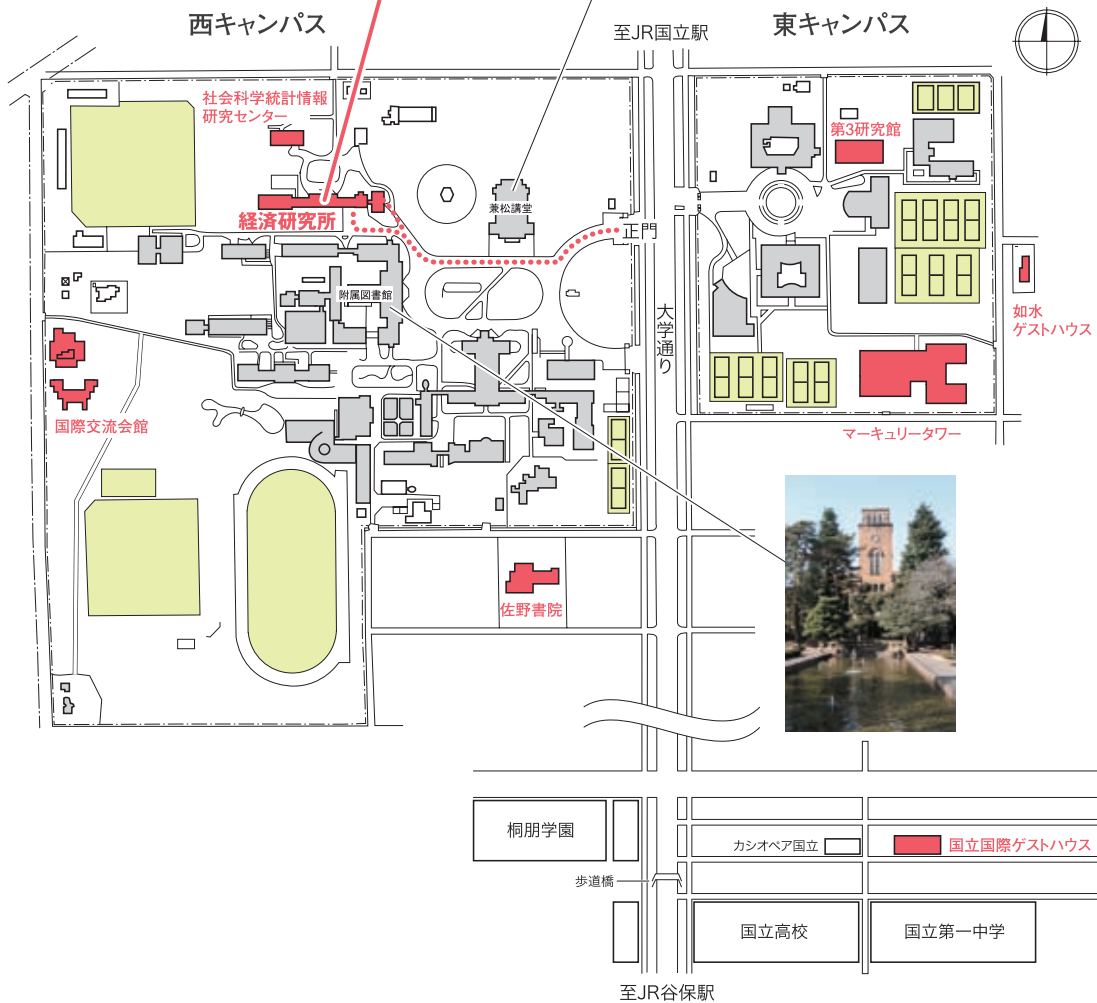 西キャンパス
至JR国立駅
東キャンパス
社会科学統計情報
研究センター
第3研究館
経済研究所
兼松講堂
正門
附属図書館
大学通り
如水
ゲストハウス
国際交流会館
マーキュリータワー
佐野書院
桐朋学園
カシオペア国立
国立国際ゲストハウス
歩道橋
国立高校
国立第一中学
至JR谷保駅